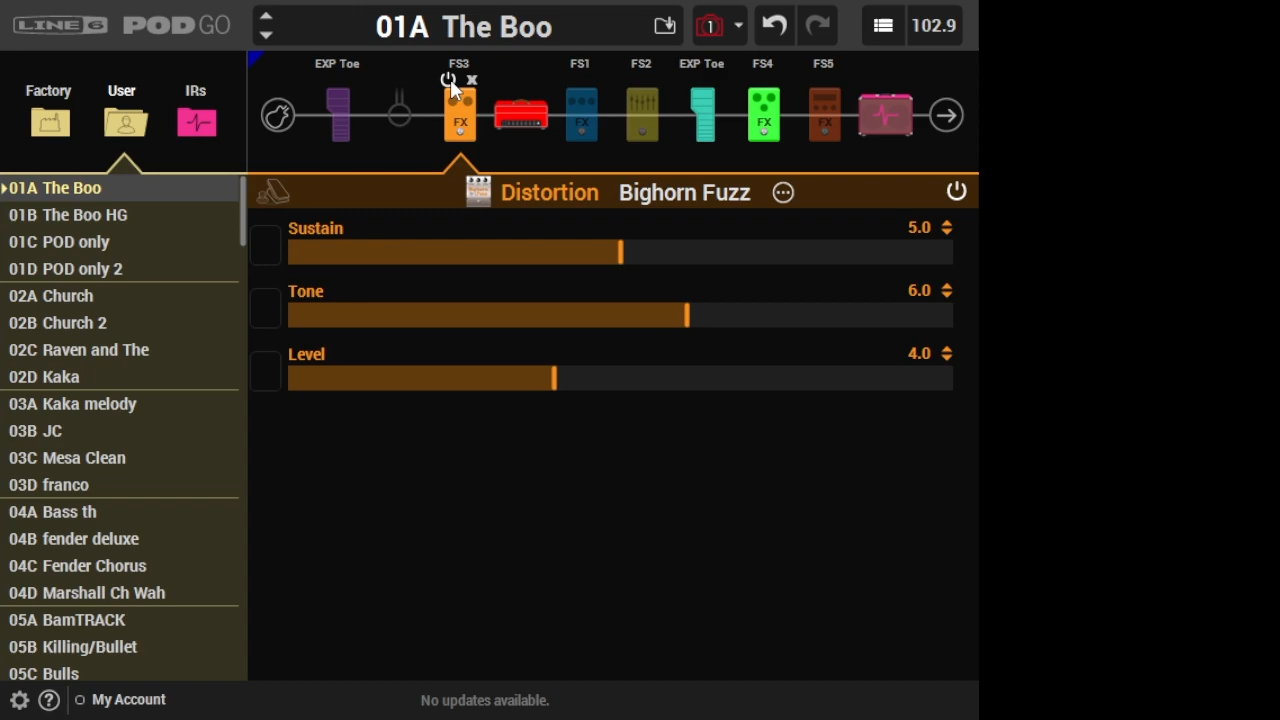 LINE 6 POD GO
01A The Boo
1
102.9
Factory
User
IRs
EXP Toe
FS3
FS1
FS2
EXP Toe
FS4
FS5
x
FX
FX
FX
FX
01A The Boo
01B The Boo HG
01C POD only
01D POD only 2
02A Church
02B Church 2
02C Raven and The
02D Kaka
03A Kaka melody
03B JC
03C Mesa Clean
03D franco
04A Bass th
04B fender deluxe
04C Fender Chorus
04D Marshall Ch Wah
05A BamTRACK
05B Killing/Bullet
05C Bulls
Distortion Bighorn Fuzz
Sustain 5.0
Tone 6.0
Level 4.0
? My Account
No updates available.